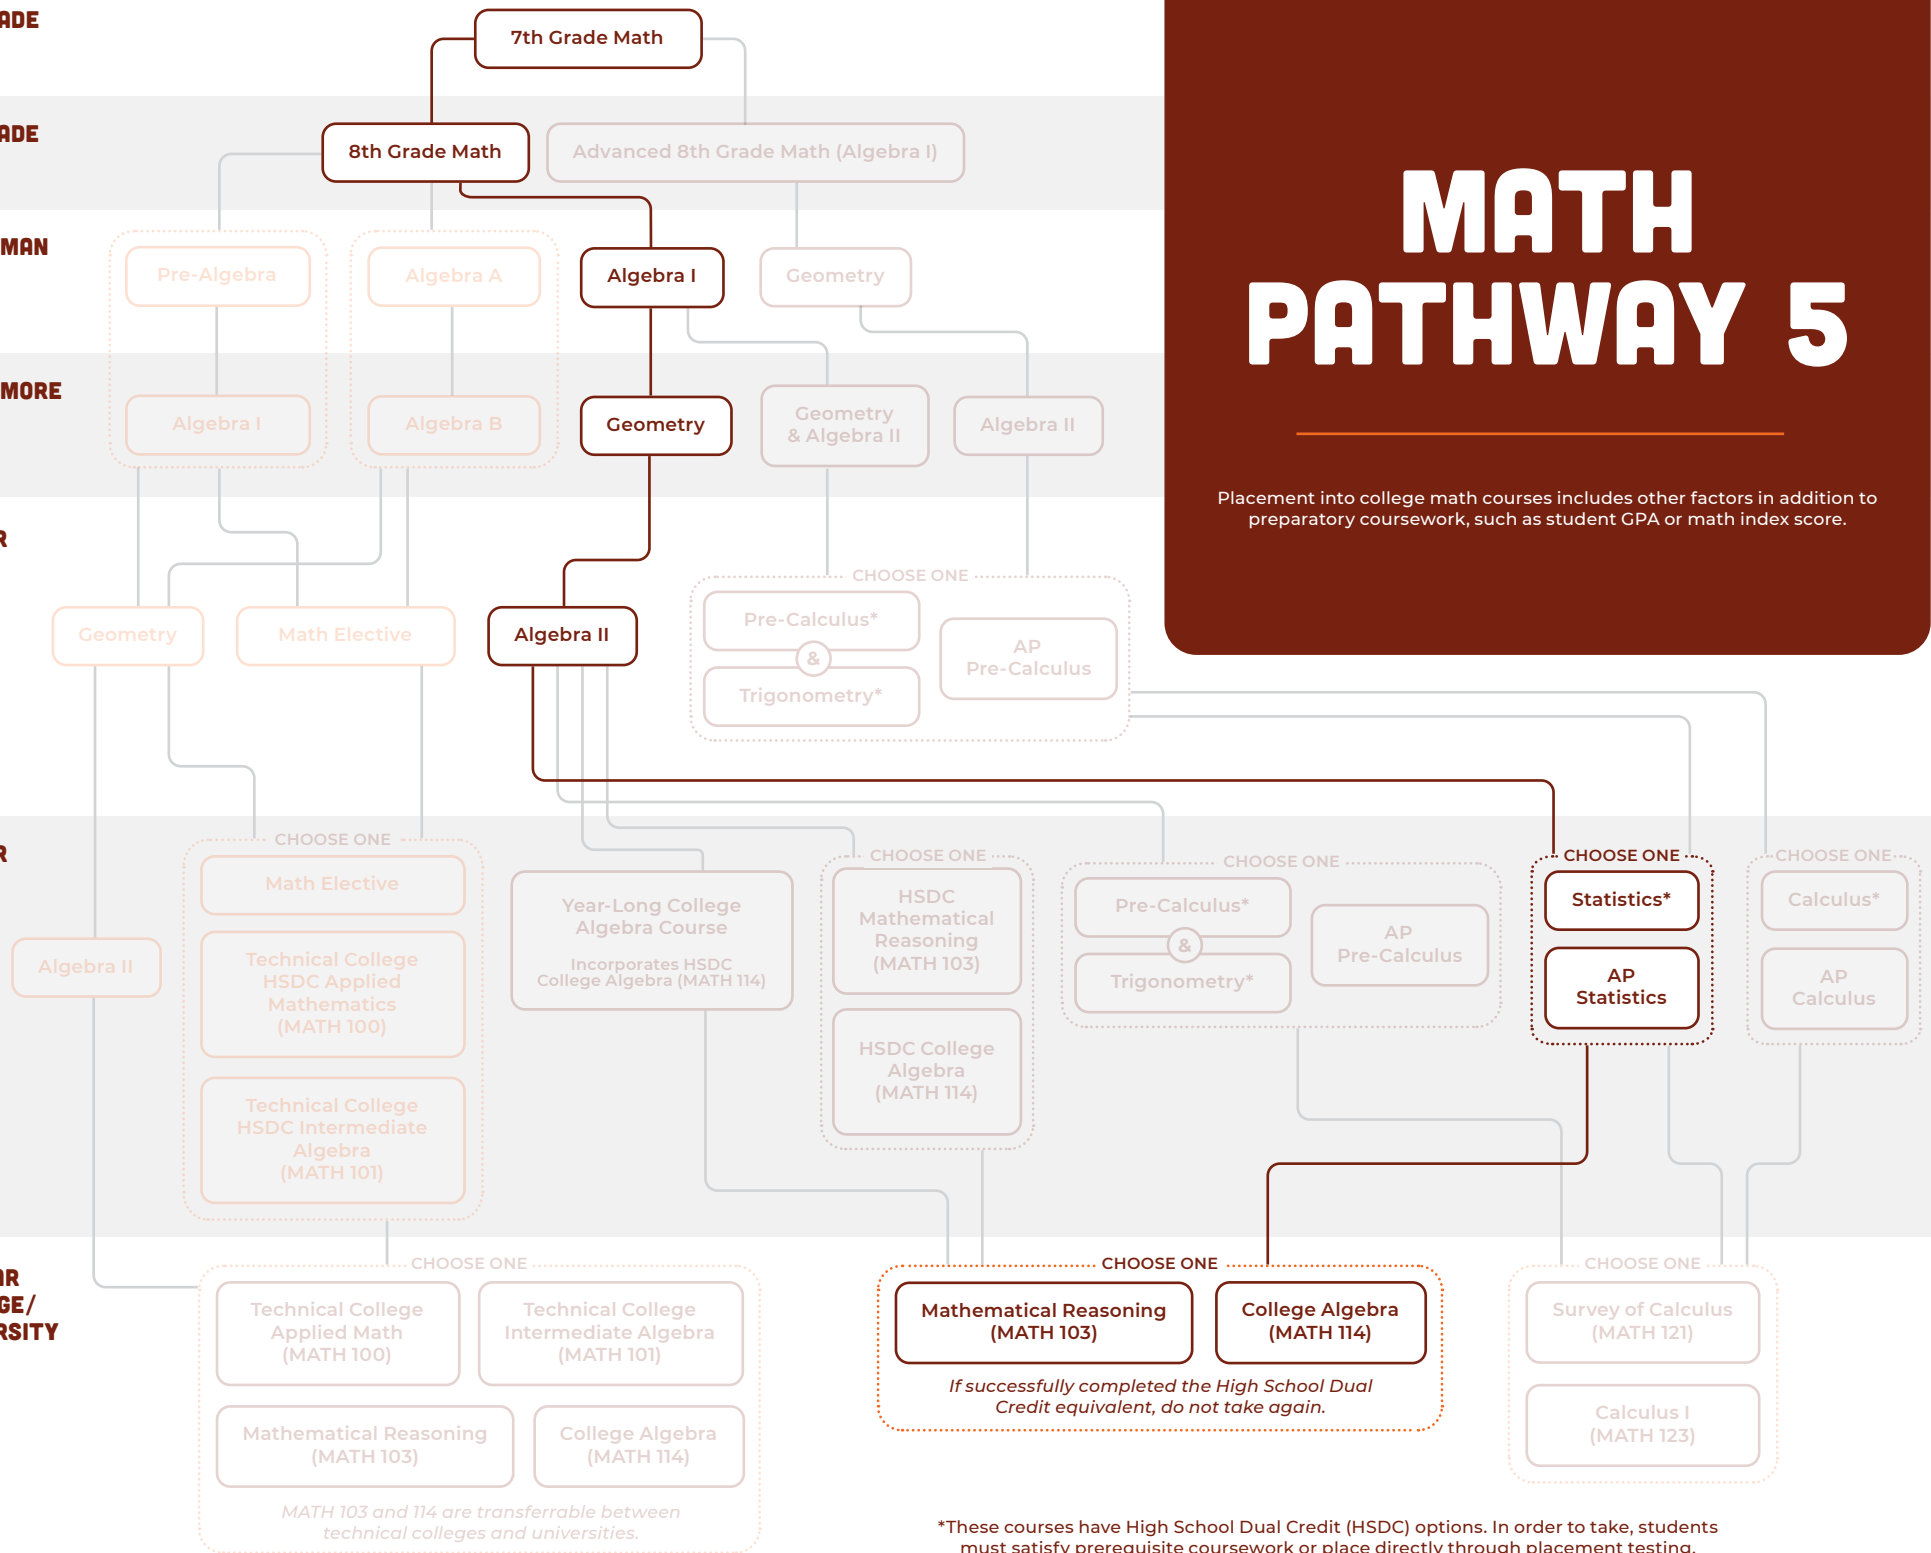 ADE
7th Grade Math
ADE
8th Grade Math
Advanced 8th Grade Math (Algebra I)
MATH
PATHWAY 5
Placement into college math courses includes other factors in addition to
preparatory coursework, such as student GPA or math index score.
MAN
Pre-Algebra
Algebra A
Algebra I
Geometry
MORE
Algebra I
Algebra B
Geometry
Geometry
& Algebra II
Algebra II
R
Geometry
Math Elective
Algebra II
CHOOSE ONE
Pre-Calculus*
&
Trigonometry*
AP
Pre-Calculus
R
Algebra II
CHOOSE ONE
Math Elective
Technical College
HSDC Applied
Mathematics
(MATH 100)
Technical College
HSDC Intermediate
Algebra
(MATH 101)
Year-Long College
Algebra Course
Incorporates HSDC
College Algebra (MATH 114)
CHOOSE ONE
HSDC
Mathematical
Reasoning
(MATH 103)
HSDC College
Algebra
(MATH 114)
CHOOSE ONE
Pre-Calculus*
&
Trigonometry*
AP
Pre-Calculus
CHOOSE ONE
Statistics*
AP
Statistics
CHOOSE ONE
Calculus*
AP
Calculus
AR
GE/
RSITY
CHOOSE ONE
Technical College
Applied Math
(MATH 100)
Technical College
Intermediate Algebra
(MATH 101)
Mathematical Reasoning
(MATH 103)
College Algebra
(MATH 114)
MATH 103 and 114 are transferrable between
technical colleges and universities.
CHOOSE ONE
Mathematical Reasoning
(MATH 103)
College Algebra
(MATH 114)
If successfully completed the High School Dual
Credit equivalent, do not take again.
CHOOSE ONE
Survey of Calculus
(MATH 121)
Calculus I
(MATH 123)
*These courses have High School Dual Credit (HSDC) options. In order to take, students
must satisfy prerequisite coursework or place directly through placement testing.